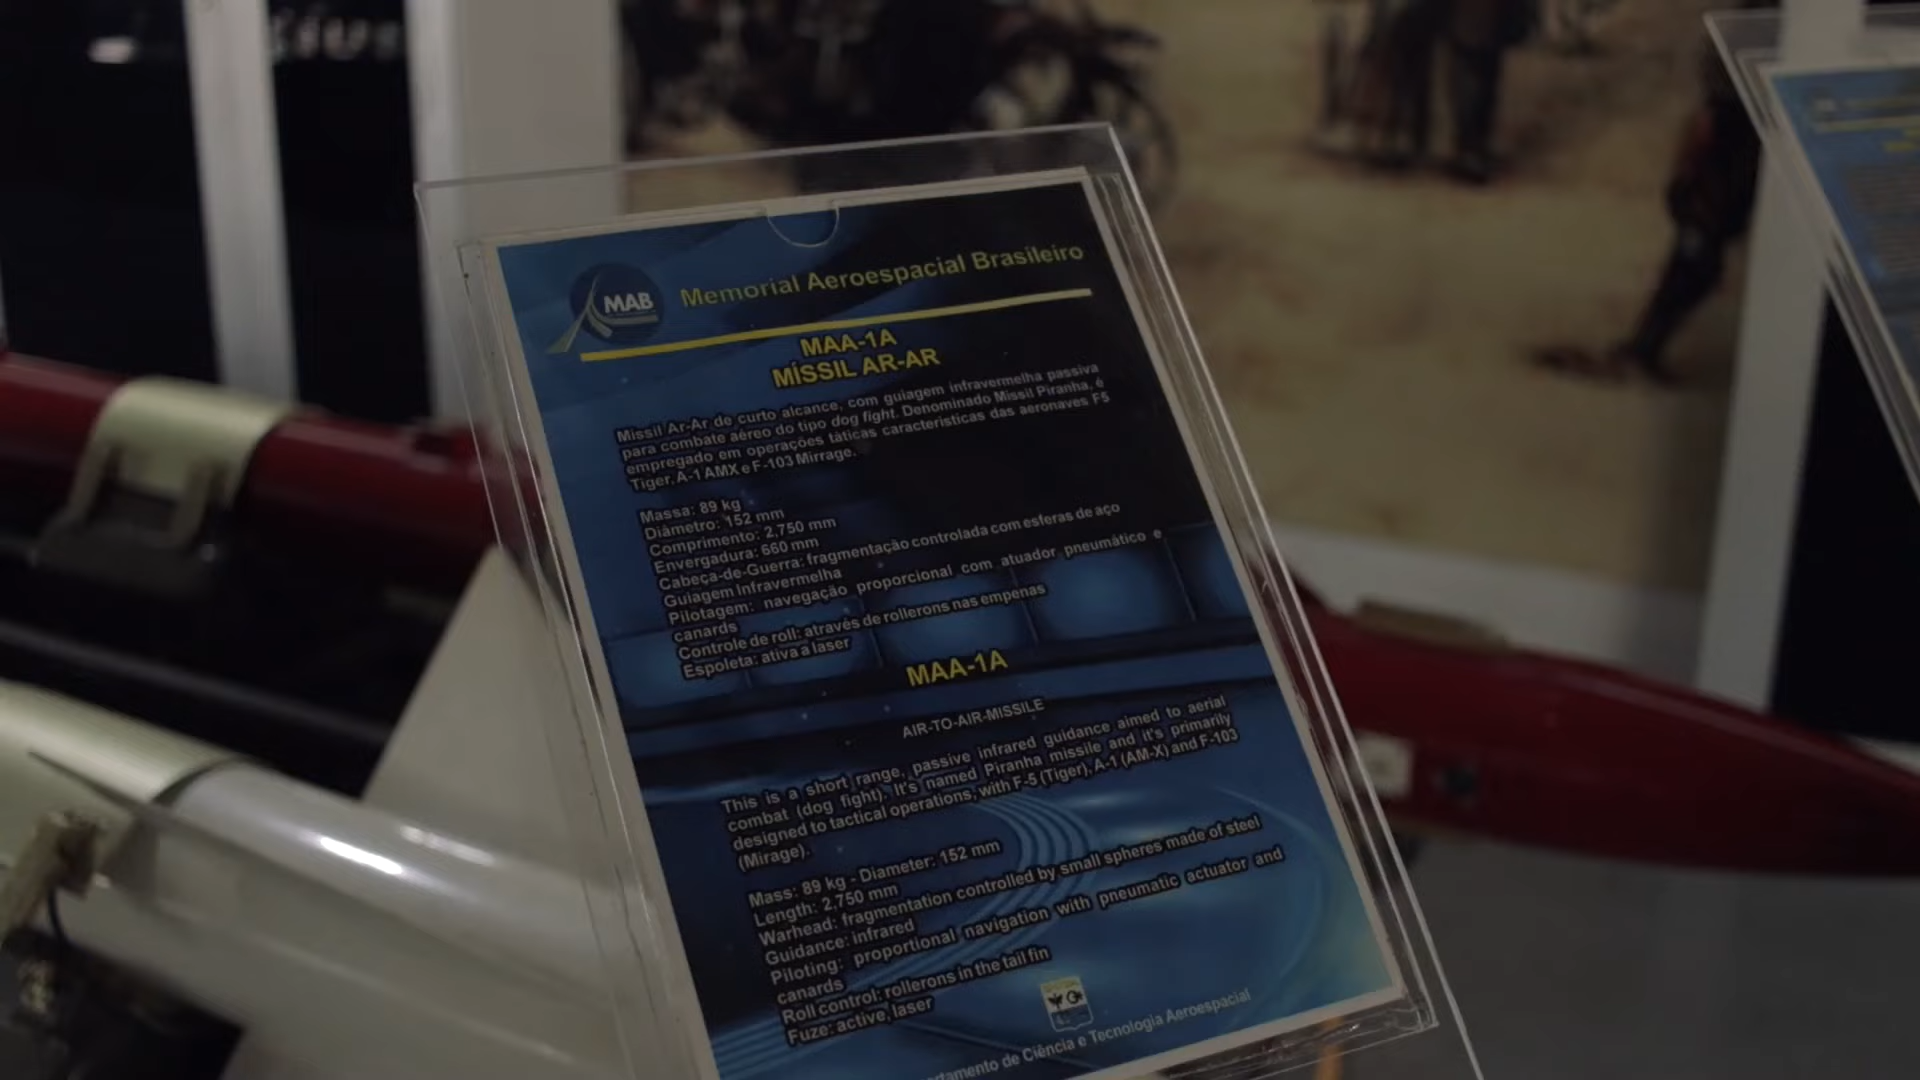 MAB
Memorial Aeroespacial Brasileiro
MAA-1A
MÍSSIL AR-AR
Missil Ar-Ar de curto alcance, com guiagem infravermelha passiva
para combate aéreo do tipo dog fight. Denominado Missil Piranha, é
empregado em operações táticas características das aeronaves F5
Tiger, A-1 AMX e F-103 Mirrage.
Massa: 89 kg
Diâmetro: 152 mm
Comprimento: 2,750 mm
Envergadura: 660 mm
Cabeça-de-Guerra: fragmentação controlada com esferas de aço
Guiagem Infravermelha
Pilotagem: navegação proporcional com atuador pneumático e
canards
Controle de roll: através de rollerons nas empenas
Espoleta: ativa a laser
MAA-1A
AIR-TO-AIR-MISSILE
This is a short range, passive infrared guidance aimed to aerial
combat (dog fight). It's named Piranha missile and it's primarily
designed to tactical operations, with F-5 (Tiger), A-1 (AM-X) and F-103
(Mirage).
Mass: 89 kg - Diameter: 152 mm
Length: 2,750 mm
Warhead: fragmentation controlled by small spheres made of steel
Guidance: infrared
Piloting: proportional navigation with pneumatic actuator and
canards
Roll control: rollerons in the tail fin
Fuze: active, laser
de Ciência e Tecnologia Aeroespacial